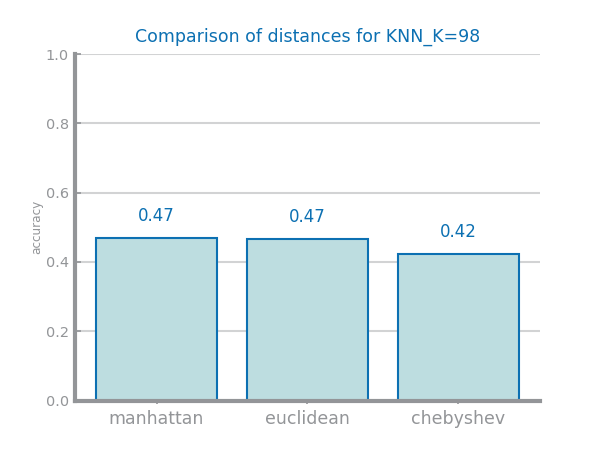 Comparison of distances for KNN_K=98
1.0
0.8
0.6
0.4
0.2
0.0
accuracy
0.47
0.47
0.42
manhattan
euclidean
chebyshev